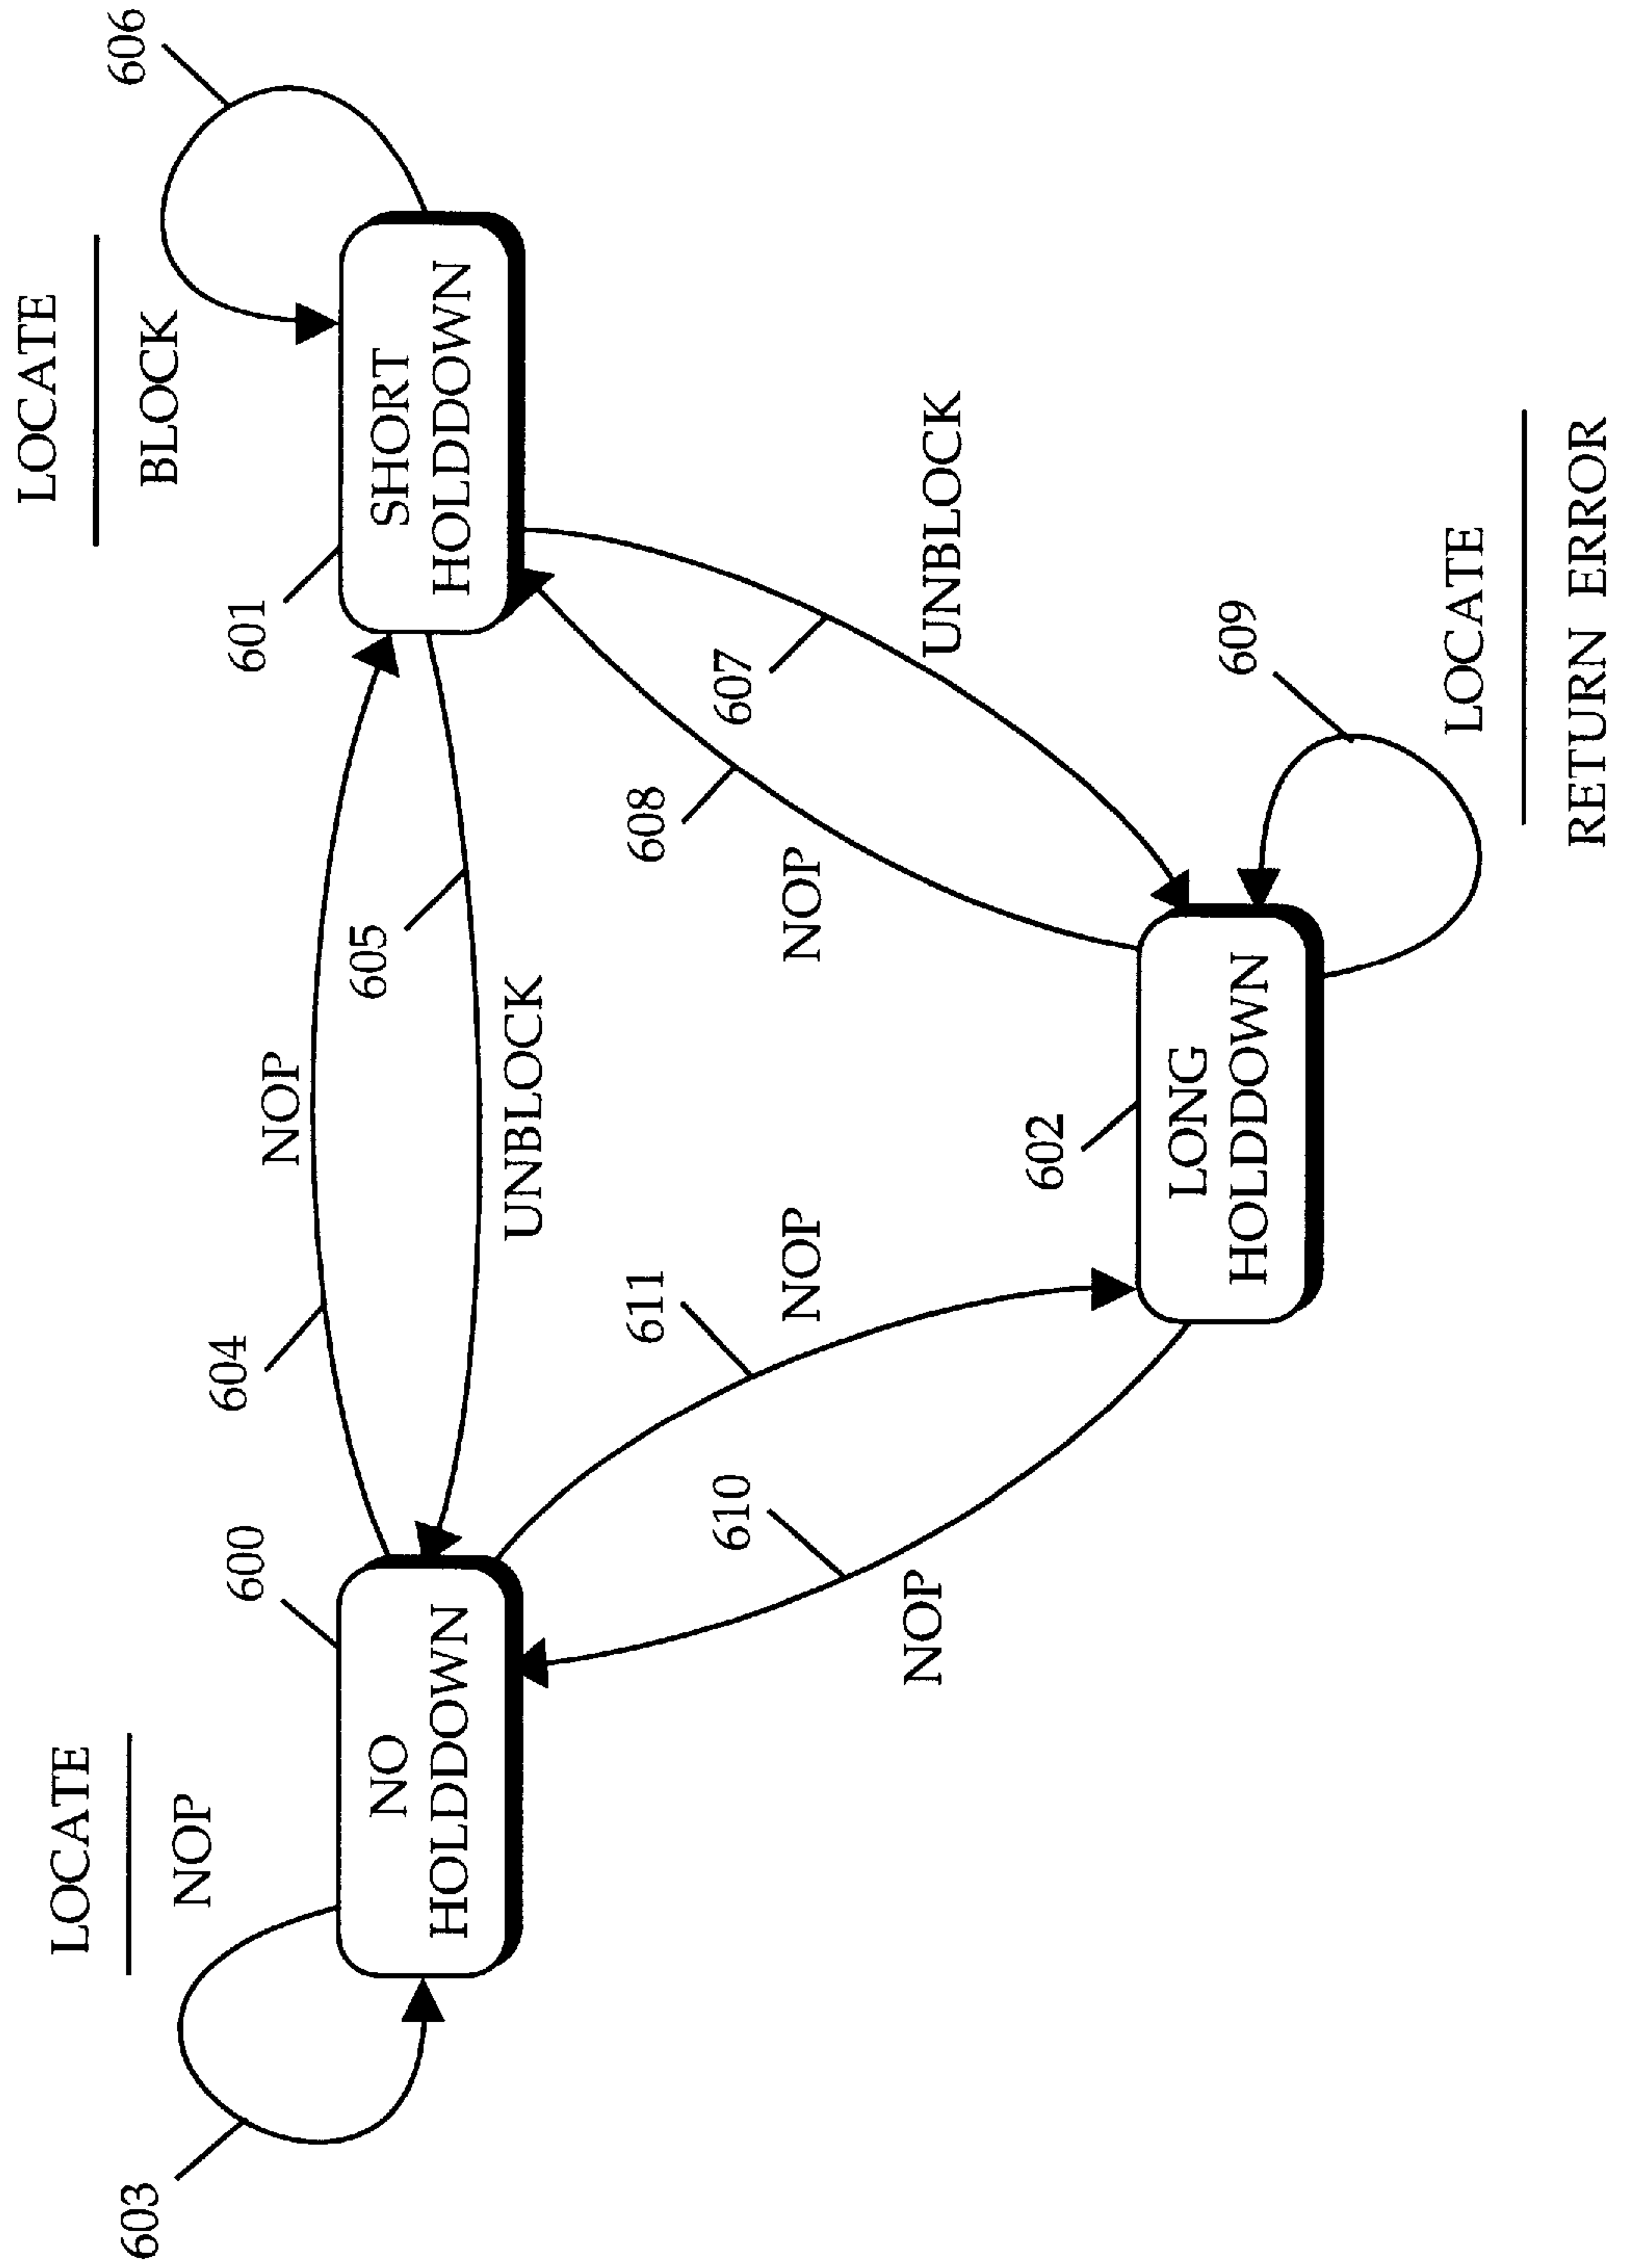 LOCATE
NOP
603
600
NO
HOLDDOWN
604
NOP
605
UNBLOCK
LOCATE
BLOCK
606
601
SHORT
HOLDDOWN
611
NOP
610
NOP
608
NOP
607
UNBLOCK
602
LONG
HOLDDOWN
609
LOCATE
RETURN ERROR